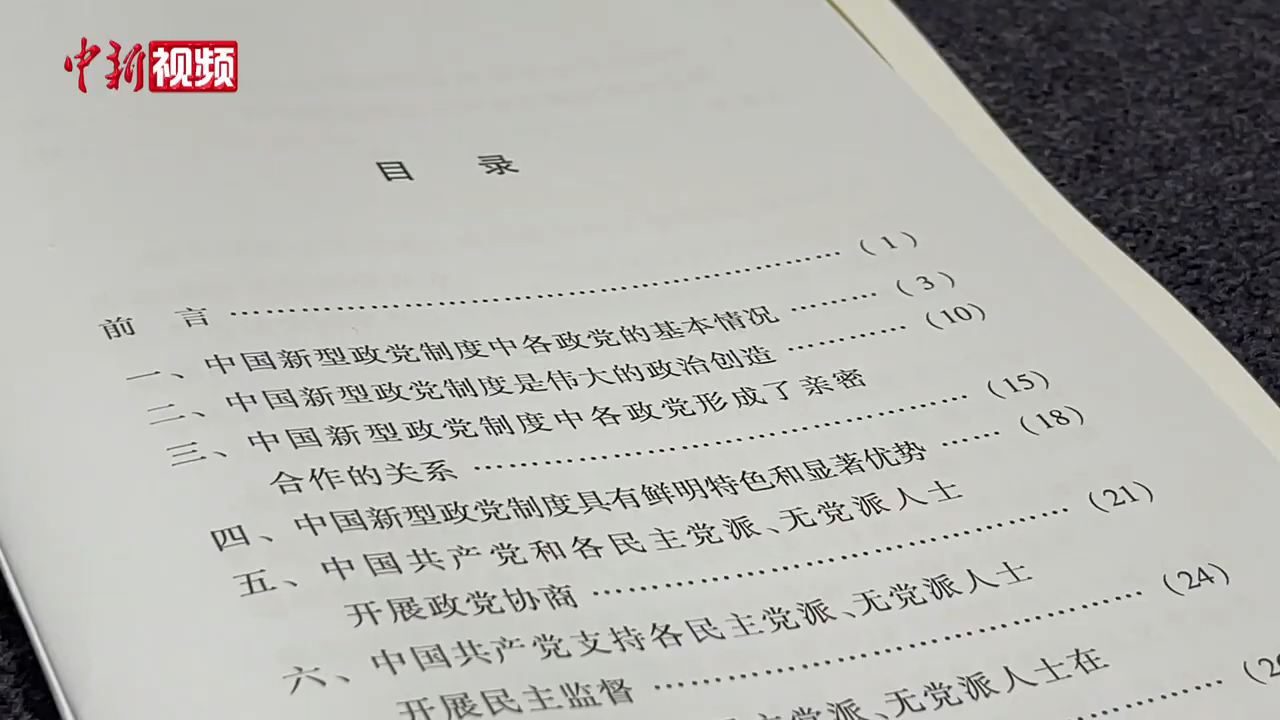 中新视频
目 录
前 言 …………………………………………………… (1)
一、中国新型政党制度中各政党的基本情况 ……… (3)
二、中国新型政党制度是伟大的政治创造 ………… (10)
三、中国新型政党制度中各政党形成了亲密
合作的关系 ………………………………………… (15)
四、中国新型政党制度具有鲜明特色和显著优势 …… (18)
五、中国共产党和各民主党派、无党派人士
开展政党协商 ……………………………………… (21)
六、中国共产党支持各民主党派、无党派人士
开展民主监督 ……………………………………… (24)
主党派、无党派人士在